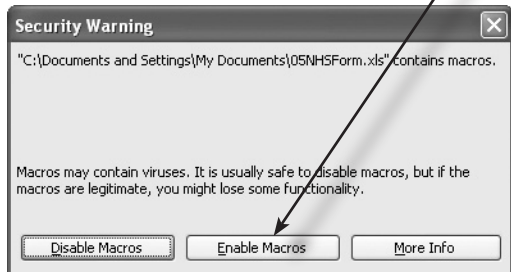 Security Warning
"C:\Documents and Settings\My Documents\05NHSForm.xls" contains macros.
Macros may contain viruses. It is usually safe to disable macros, but if the
macros are legitimate, you might lose some functionality.
Disable Macros Enable Macros More Info